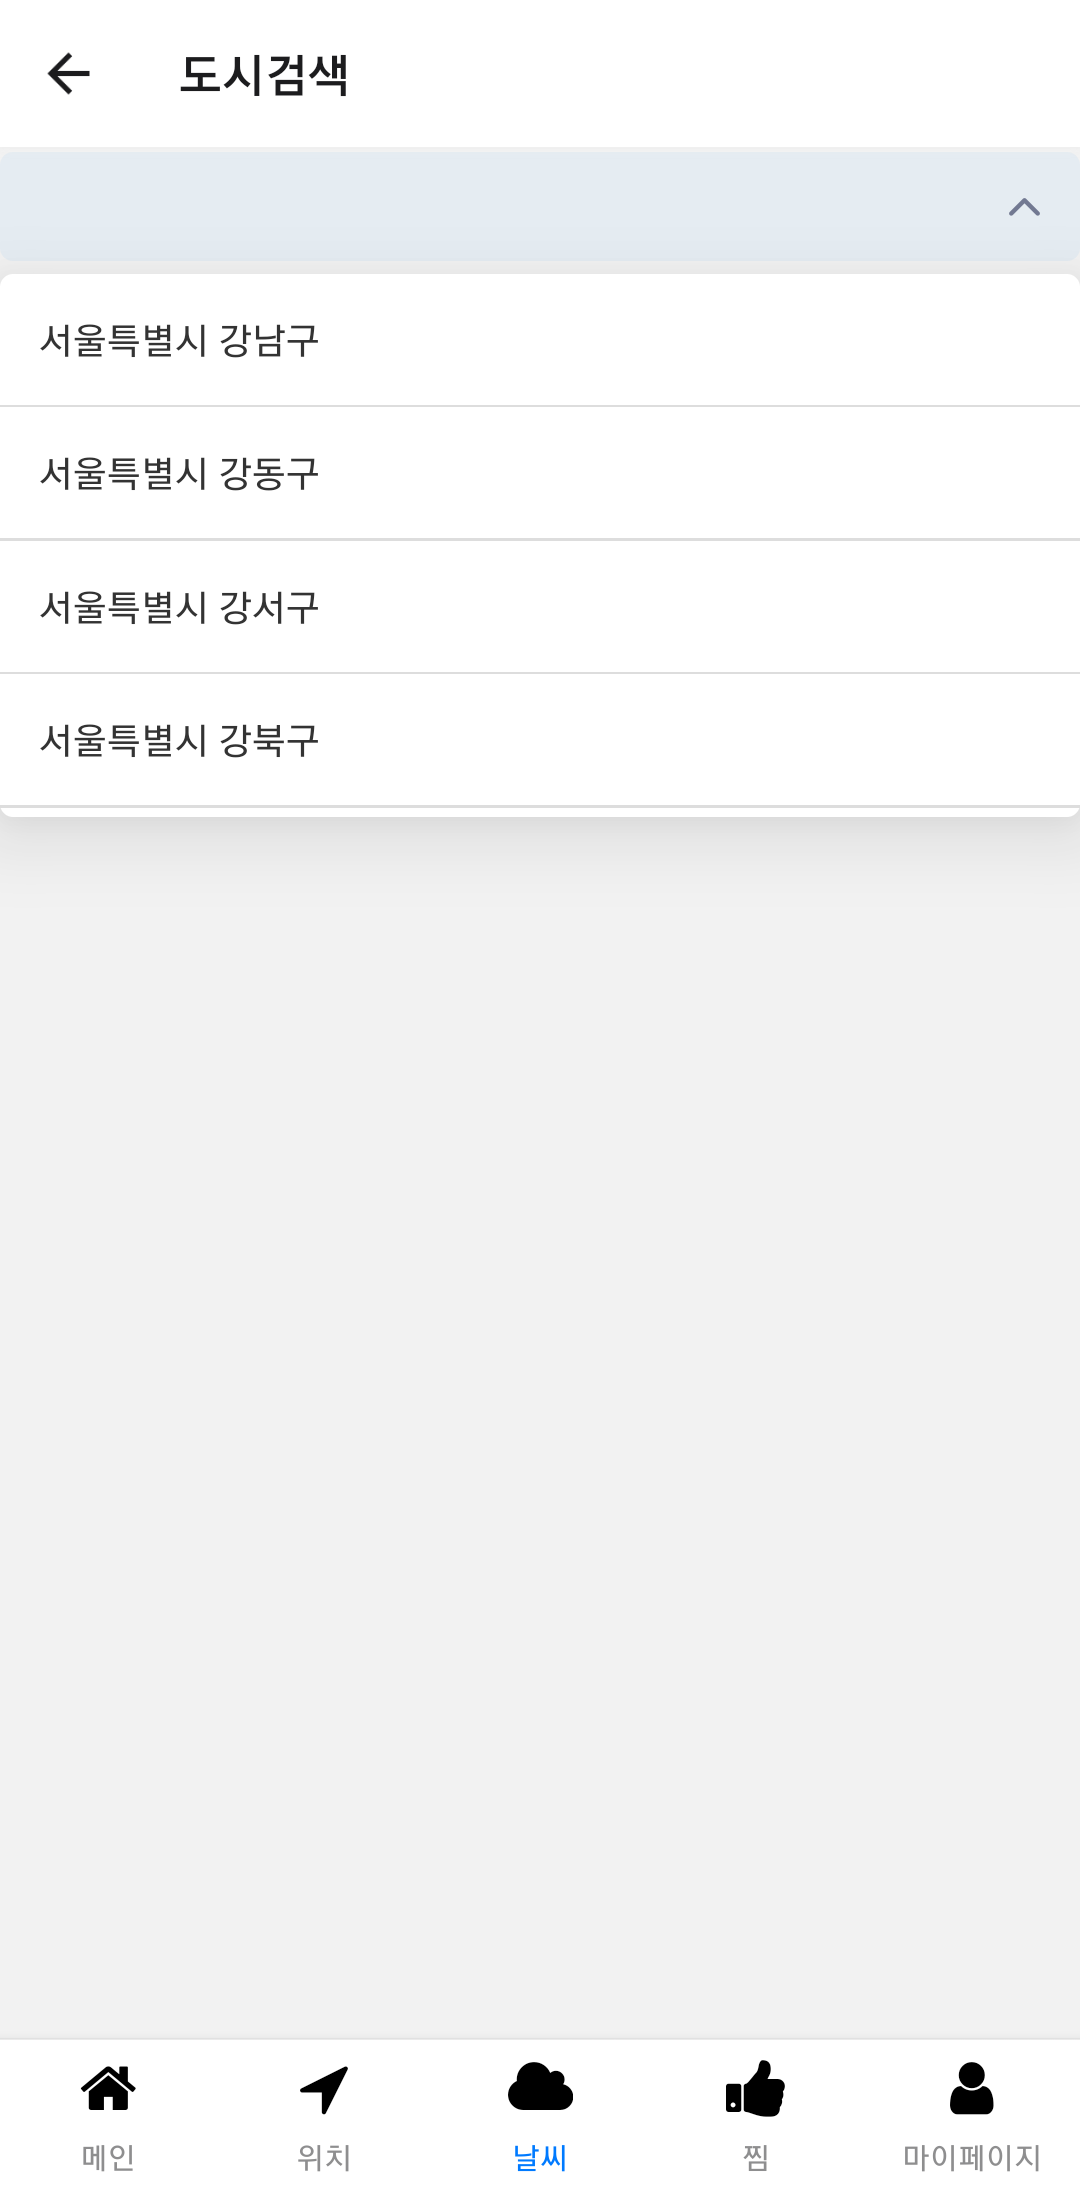 도시검색
서울특별시 강남구
서울특별시 강동구
서울특별시 강서구
서울특별시 강북구
메인
위치
날씨
찜
마이페이지